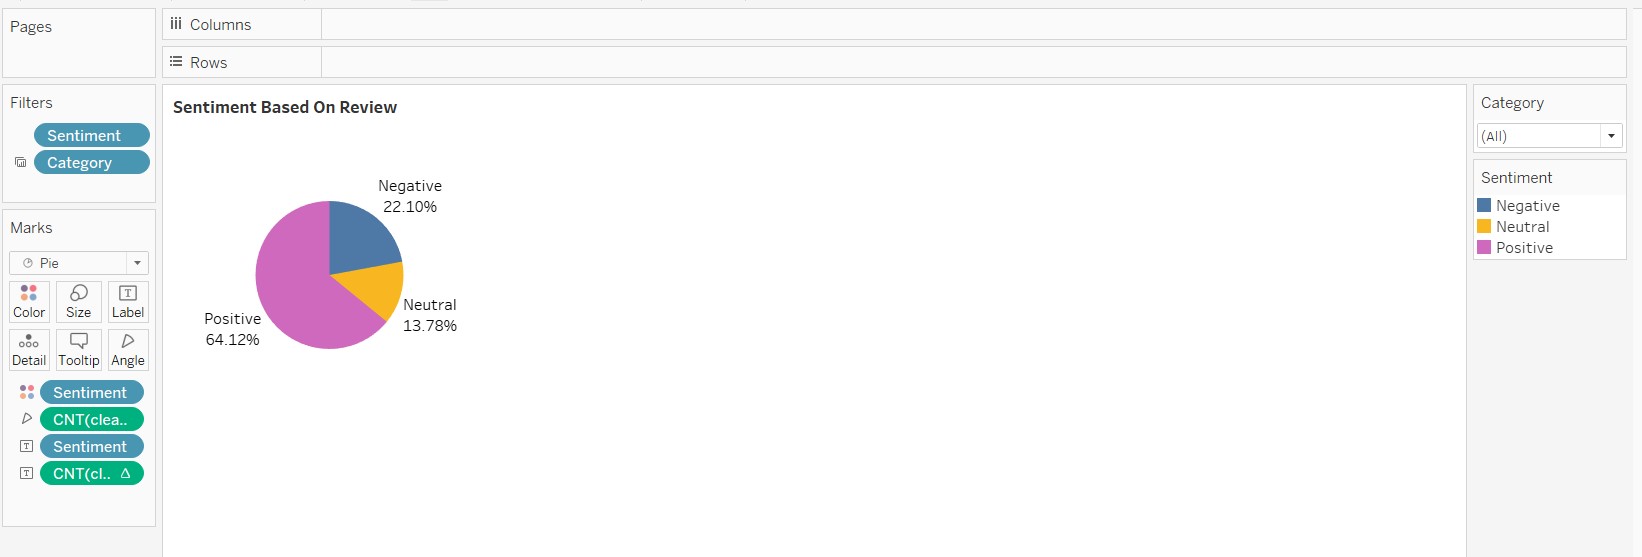 Pages
Columns
Rows
Filters
Sentiment
Category
Marks
Pie
Color
Size
Label
Detail
Tooltip
Angle
Sentiment
CNT(clea..
Sentiment
CNT(cl.. Δ
Sentiment Based On Review
Negative
22.10%
Neutral
13.78%
Positive
64.12%
Category
(All)
Sentiment
Negative
Neutral
Positive